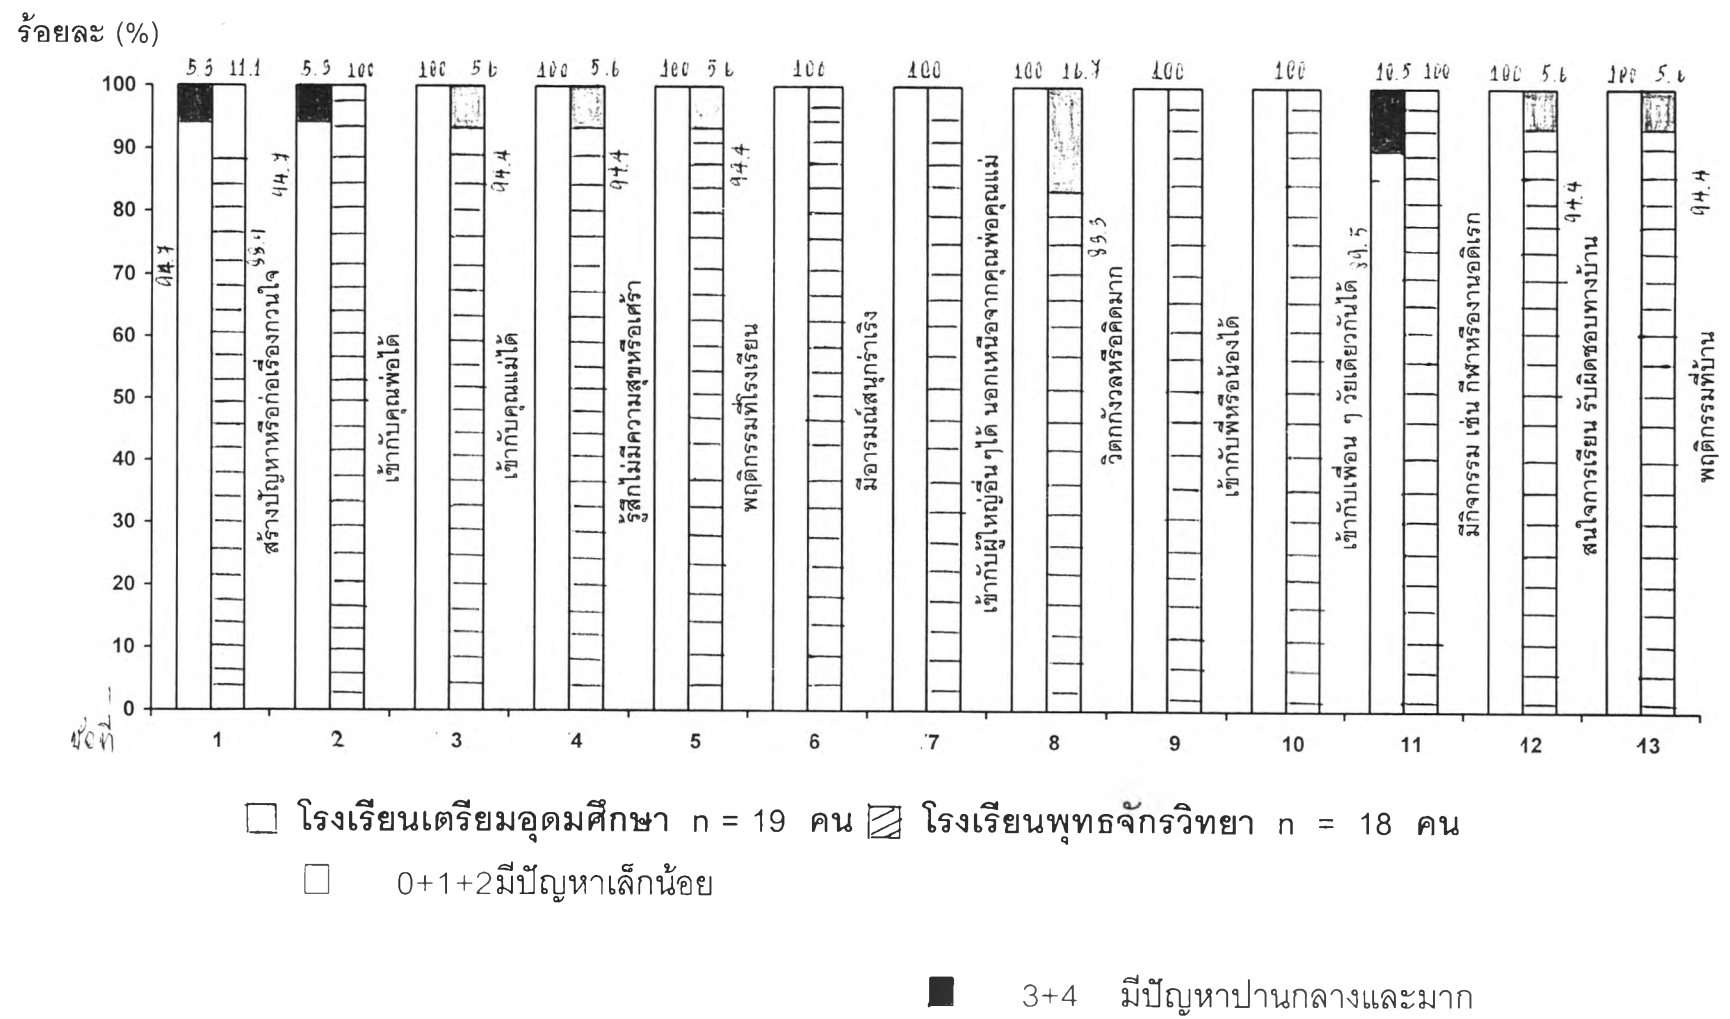 ร้อยละ (%)
5.3 11.1 5.3 100 100 5.6 100 5.6 100 5.6 100 100 100 16.7 100 100 10.5 100 100 5.6 100 5.6
100
90
80
70
60
50
40
30
20
10
0
94.7
สร้างปัญหาหรือก่อเรื่องกวนใจ
94.7
เข้ากับคุณพ่อได้
94.4
เข้ากับคุณแม่ได้
94.4
รู้สึกไม่มีความสุขหรือเศร้า
94.4
พฤติกรรมที่โรงเรียน
มีอารมณ์สนุกร่าเริง
เข้ากับผู้ใหญ่อื่นๆได้ นอกเหนือจากคุณพ่อคุณแม่
83.3
วิตกกังวลหรือคิดมาก
เข้ากับพี่หรือน้องได้
89.5
เข้ากับเพื่อน ๆ วัยเดียวกันได้
มีกิจกรรม เช่น กีฬาหรืองานอดิเรก
94.4
สนใจการเรียน รับผิดชอบทางบ้าน
94.4
พฤติกรรมที่บ้าน
ข้อที่ 1 2 3 4 5 6 7 8 9 10 11 12 13
โรงเรียนเตรียมอุดมศึกษา n = 19 คน โรงเรียนพุทธจักรวิทยา n = 18 คน
0+1+2มีปัญหาเล็กน้อย
3+4 มีปัญหาปานกลางและมาก